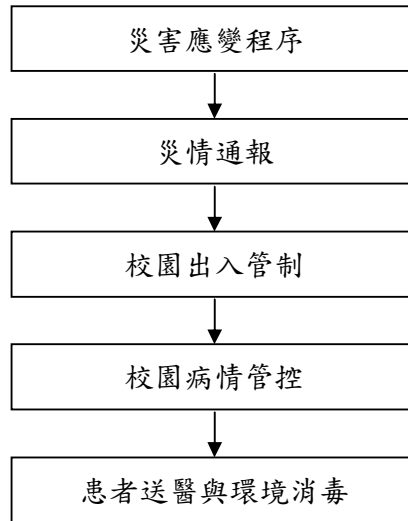 災害應變程序
災情通報
校園出入管制
校園病情管控
患者送醫與環境消毒